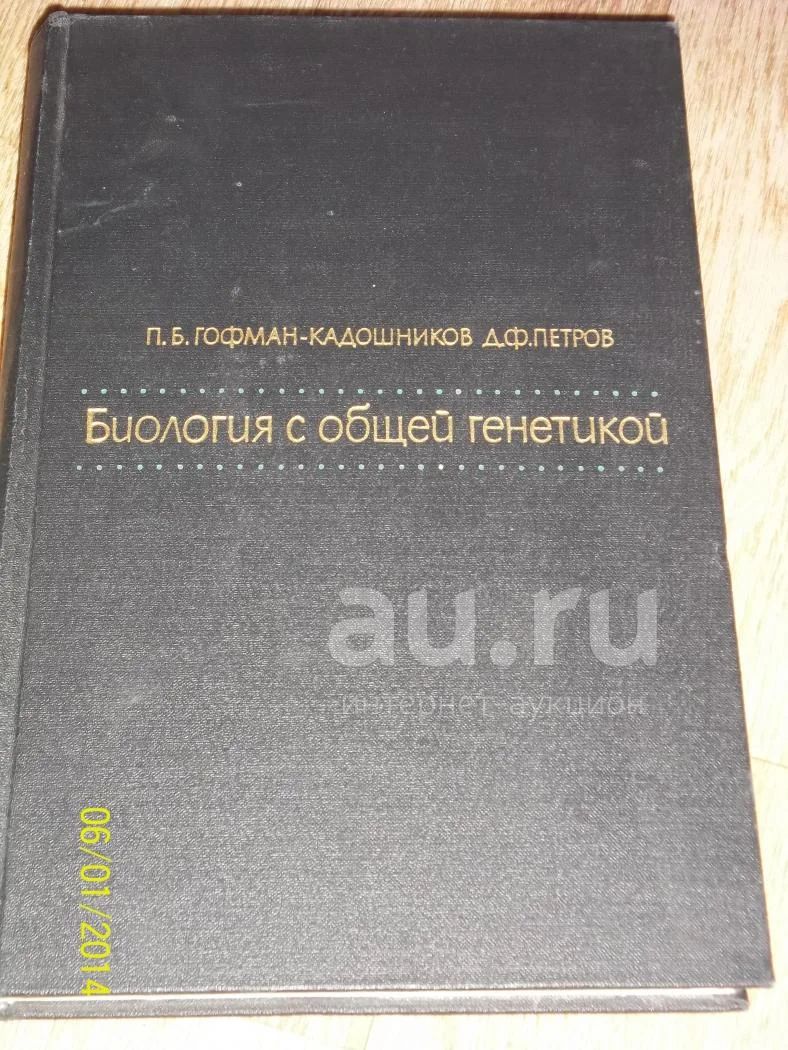 П.Б.ГОФМАН-КАДОШНИКОВ Д.Ф.ПЕТРОВ
Биология с общей генетикой
au.ru
интернет-аукцион
06/01/2014